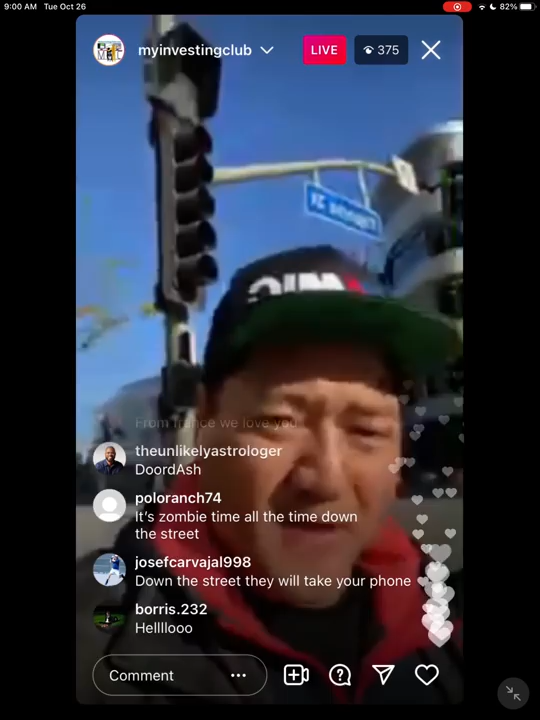 9:00 AM Tue Oct 26
82%
myinvestingclub
LIVE
375
From france we love you
theunlikelyastrologer
DoordAsh
poloranch74
It’s zombie time all the time down
the street
josefcarvajal998
Down the street they will take your phone
borris.232
Hellllooo
Comment